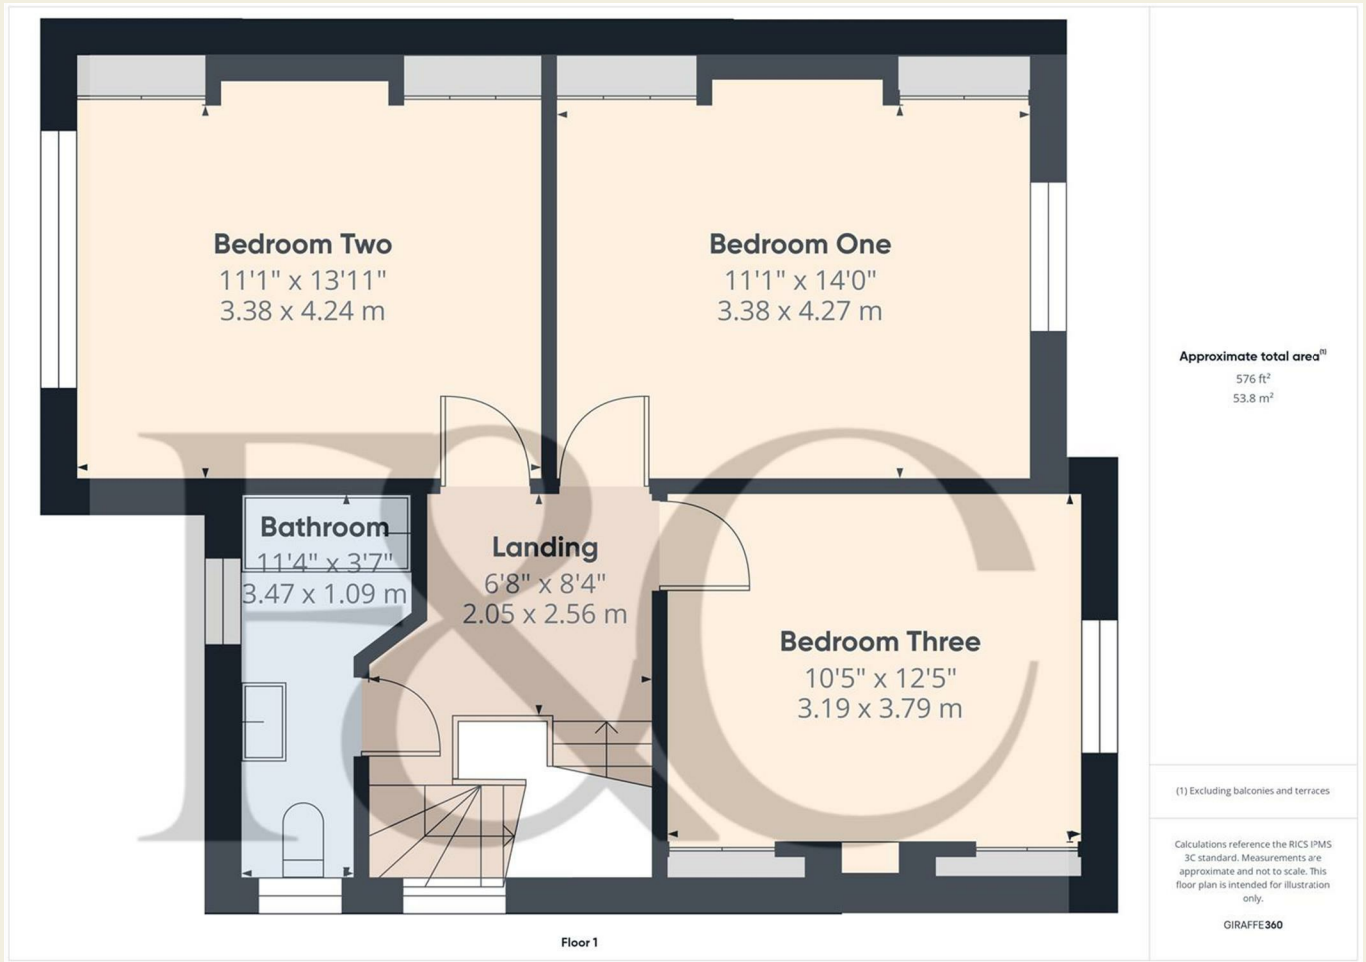 Bedroom Two
11'1" x 13'11"
3.38 x 4.24 m
Bedroom One
11'1" x 14'0"
3.38 x 4.27 m
Bathroom
11'4" x 3'7"
3.47 x 1.09 m
Landing
6'8" x 8'4"
2.05 x 2.56 m
Bedroom Three
10'5" x 12'5"
3.19 x 3.79 m
F&C
Floor 1
Approximate total area(1)
576 ft²
53.8 m²
(1) Excluding balconies and terraces
Calculations reference the RICS IPMS
3C standard. Measurements are
approximate and not to scale. This
floor plan is intended for illustration
only.
GIRAFFE360